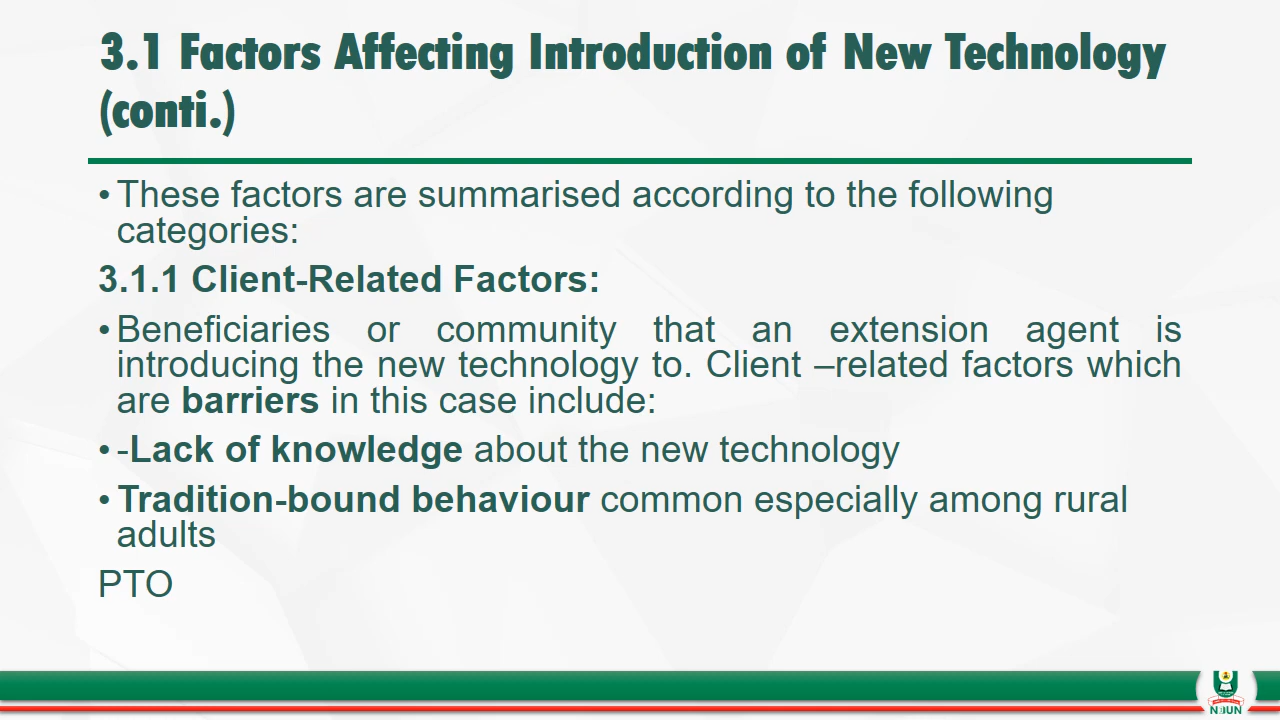 3.1 Factors Affecting Introduction of New Technology
(conti.)
• These factors are summarised according to the following
categories:
3.1.1 Client-Related Factors:
• Beneficiaries or community that an extension agent is
introducing the new technology to. Client –related factors which
are barriers in this case include:
• -Lack of knowledge about the new technology
• Tradition-bound behaviour common especially among rural
adults
PTO
NOUN